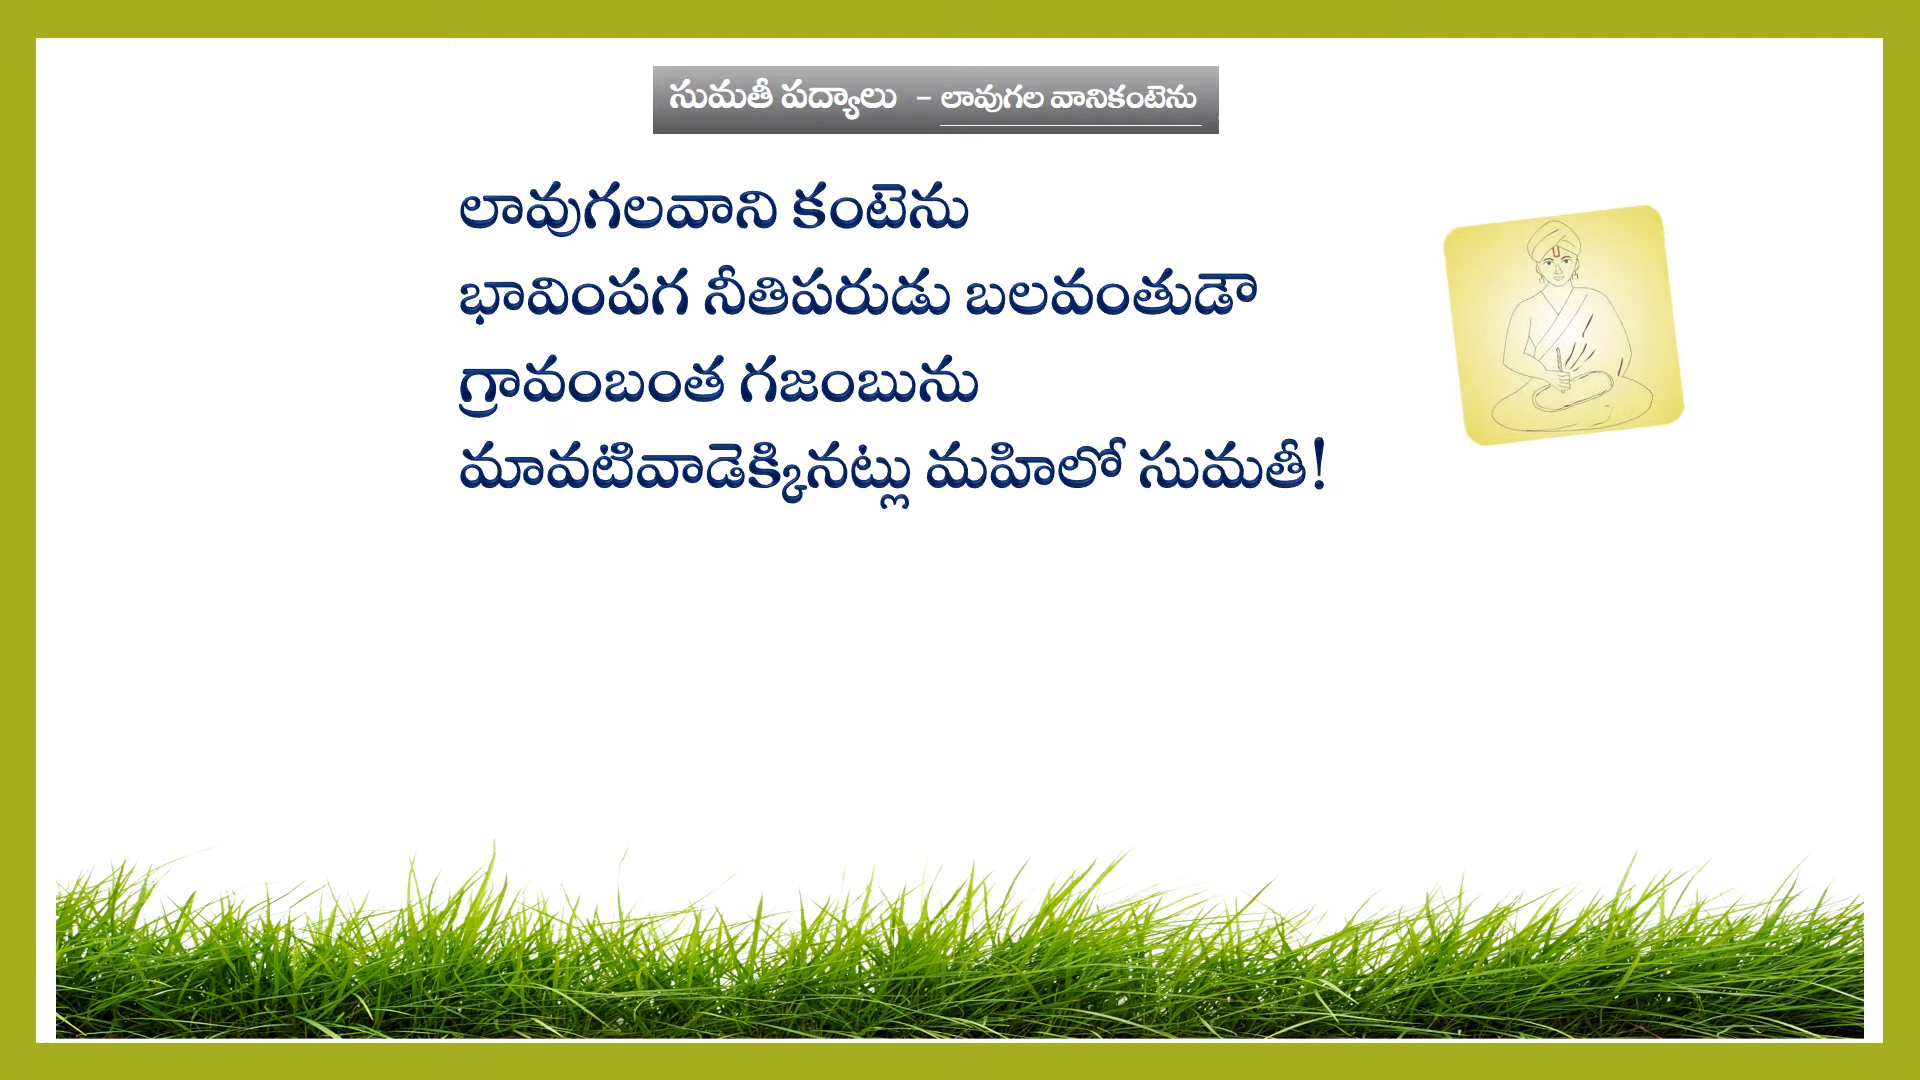 సుమతీ పద్యాలు - లావుగల వానికంటెను
లావుగలవాని కంటెను
భావింపగ నీతిపరుడు బలవంతుడౌ
గ్రావంబంత గజంబును
మావటివాడెక్కినట్లు మహిలో సుమతీ!